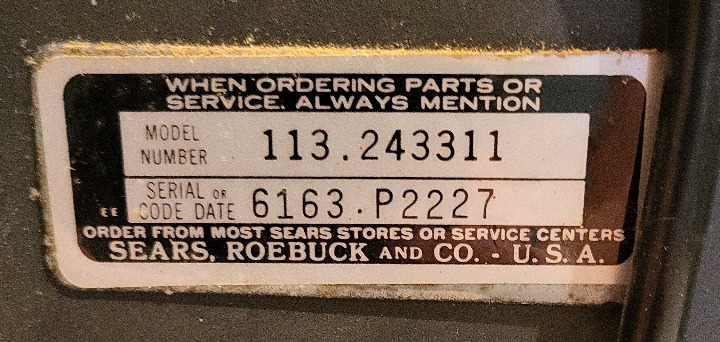 WHEN ORDERING PARTS OR
SERVICE. ALWAYS MENTION
MODEL
NUMBER 113.243311
SERIAL OR
CODE DATE 6163.P2227
EE
ORDER FROM MOST SEARS STORES OR SERVICE CENTERS
SEARS, ROEBUCK AND CO. - U.S.A.